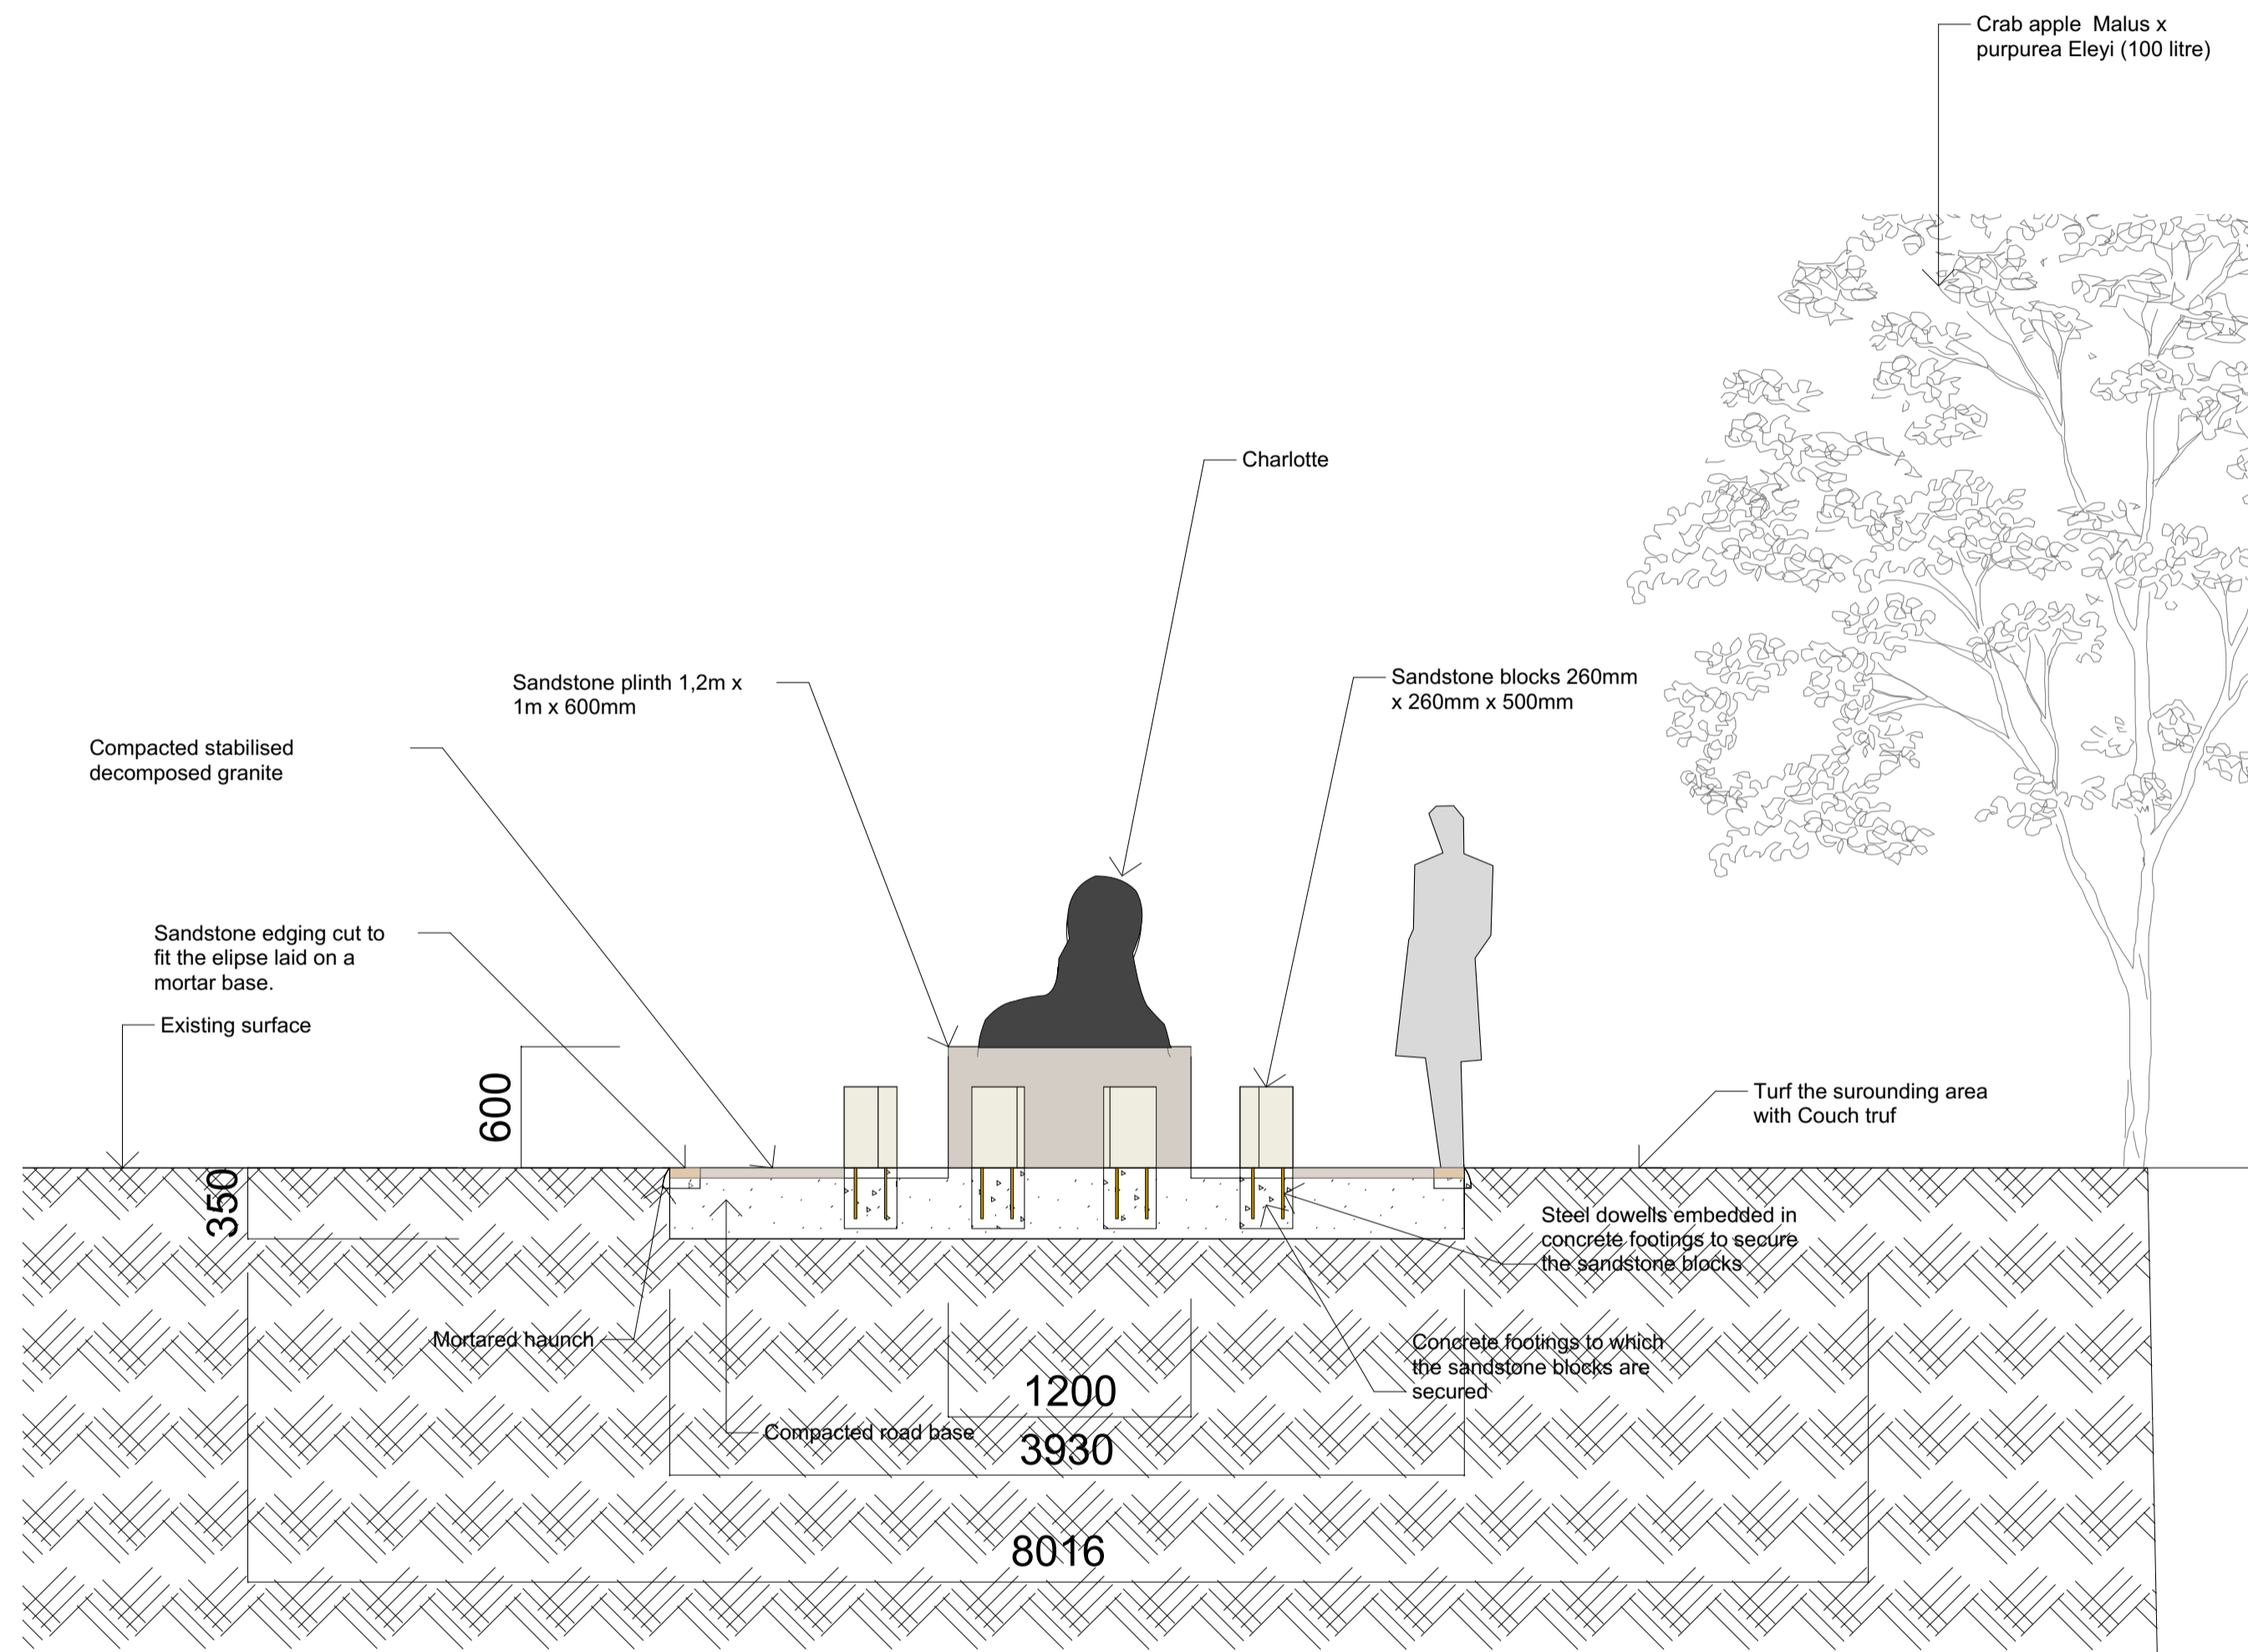 Crab apple  Malus x
purpurea Eleyi (100 litre)
Charlotte
Sandstone plinth 1,2m x
1m x 600mm
Sandstone blocks 260mm
x 260mm x 500mm
Compacted stabilised
decomposed granite
Sandstone edging cut to
fit the elipse laid on a
mortar base.
Existing surface
600
Turf the surounding area
with Couch truf
350
Steel dowells embedded in
concrete footings to secure
the sandstone blocks
Mortared haunch
Concrete footings to which
the sandstone blocks are
secured
1200
Compacted road base
3930
8016